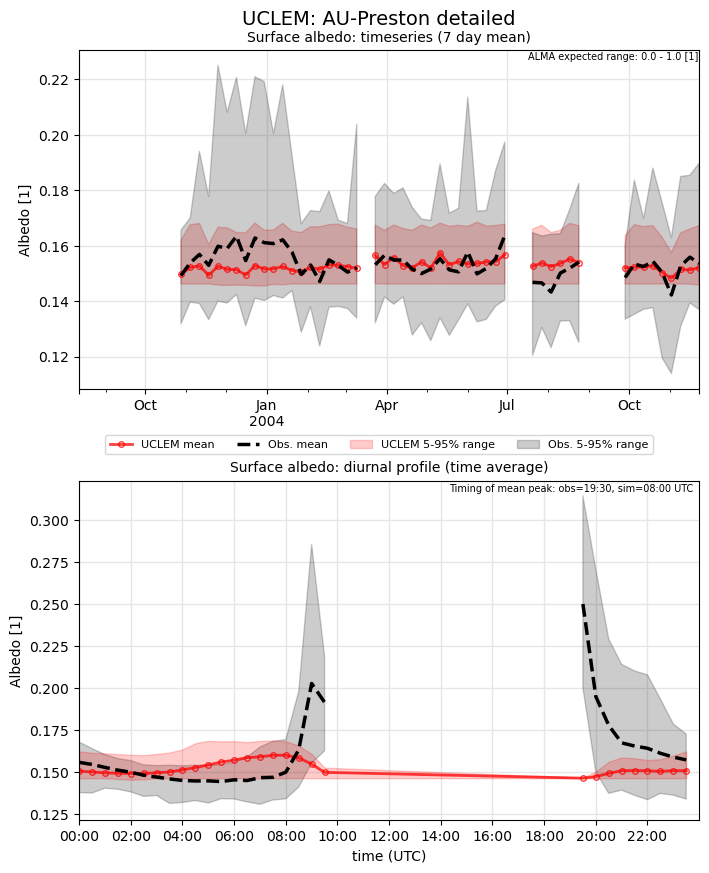 UCLEM: AU-Preston detailed
Surface albedo: timeseries (7 day mean)
ALMA expected range: 0.0 - 1.0 [1]
0.22
0.20
0.18
0.16
0.14
0.12
Albedo [1]
Oct
Jan
2004
Apr
Jul
Oct
UCLEM mean
Obs. mean
UCLEM 5-95% range
Obs. 5-95% range
Surface albedo: diurnal profile (time average)
Timing of mean peak: obs=19:30, sim=08:00 UTC
0.300
0.275
0.250
0.225
0.200
0.175
0.150
0.125
Albedo [1]
00:00
02:00
04:00
06:00
08:00
10:00
12:00
14:00
16:00
18:00
20:00
22:00
time (UTC)